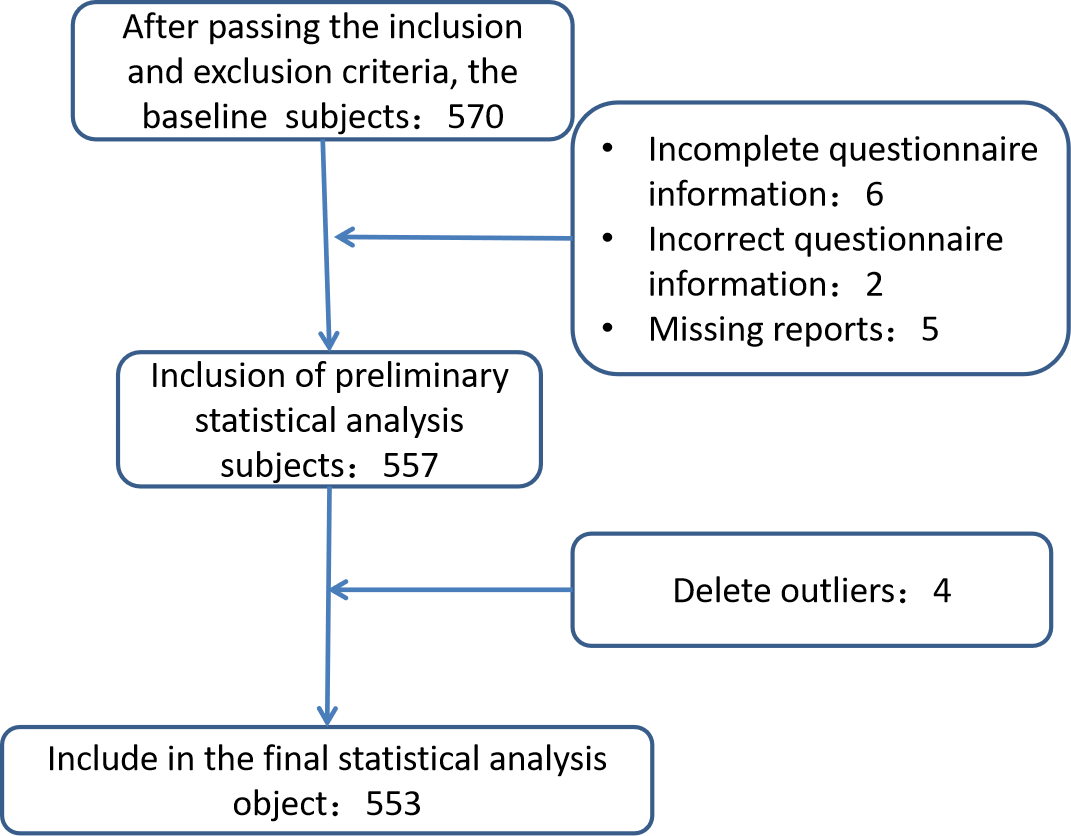 After passing the inclusion
and exclusion criteria, the
baseline subjects：570
• Incomplete questionnaire
information：6
• Incorrect questionnaire
information：2
• Missing reports：5
Inclusion of preliminary
statistical analysis
subjects：557
Delete outliers：4
Include in the final statistical analysis
object：553